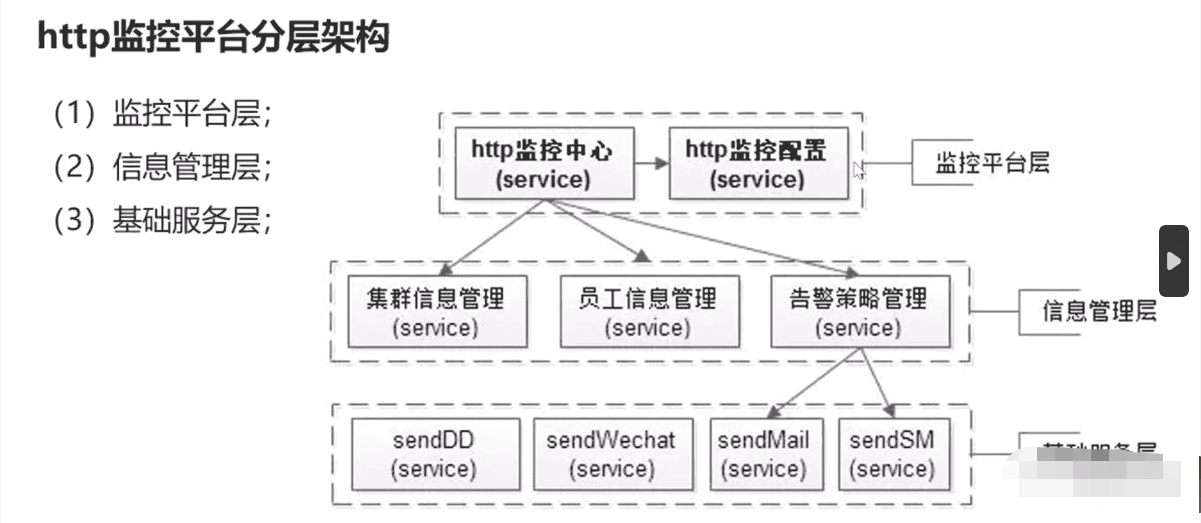 http监控平台分层架构
（1）监控平台层；
（2）信息管理层；
（3）基础服务层；
http监控中心
(service)
http监控配置
(service)
监控平台层
集群信息管理
(service)
员工信息管理
(service)
告警策略管理
(service)
信息管理层
sendDD
(service)
sendWechat
(service)
sendMail
(service)
sendSM
(service)